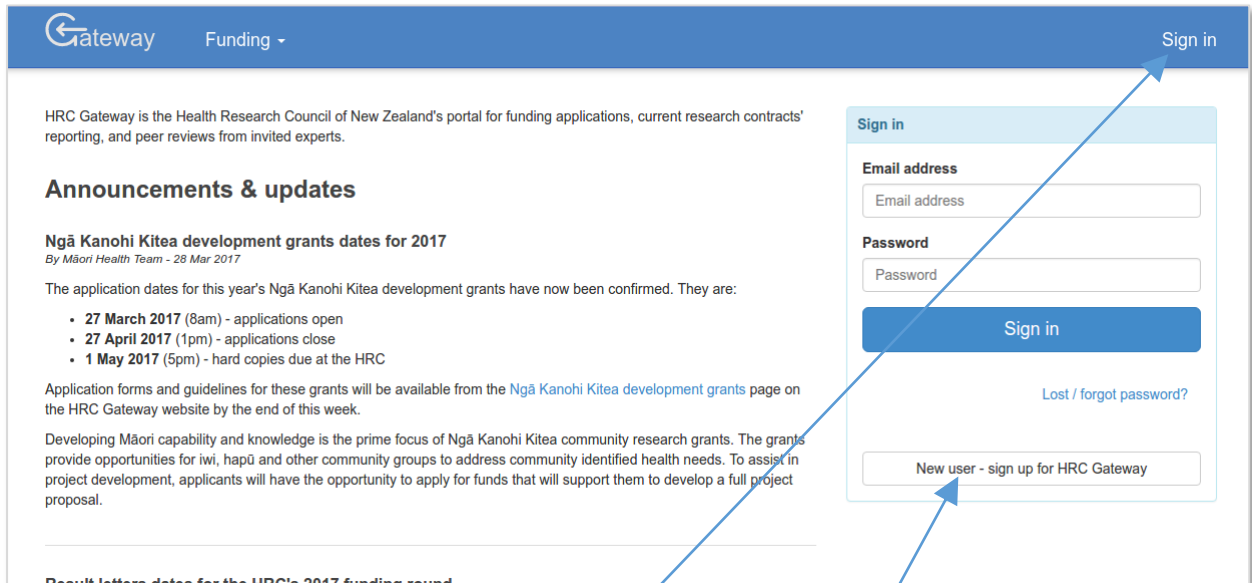 Gateway Funding Sign in
HRC Gateway is the Health Research Council of New Zealand's portal for funding applications, current research contracts'
reporting, and peer reviews from invited experts.
Announcements & updates
Ngā Kanohi Kitea development grants dates for 2017
By Māori Health Team - 28 Mar 2017
The application dates for this year's Ngā Kanohi Kitea development grants have now been confirmed. They are:
• 27 March 2017 (8am) - applications open
• 27 April 2017 (1pm) - applications close
• 1 May 2017 (5pm) - hard copies due at the HRC
Application forms and guidelines for these grants will be available from the Ngā Kanohi Kitea development grants page on
the HRC Gateway website by the end of this week.
Developing Māori capability and knowledge is the prime focus of Ngā Kanohi Kitea community research grants. The grants
provide opportunities for iwi, hapū and other community groups to address community identified health needs. To assist in
project development, applicants will have the opportunity to apply for funds that will support them to develop a full project
proposal.
Result letters dates for the HRC's 2017 funding round
Sign in
Email address
Email address
Password
Password
Sign in
Lost / forgot password?
New user - sign up for HRC Gateway